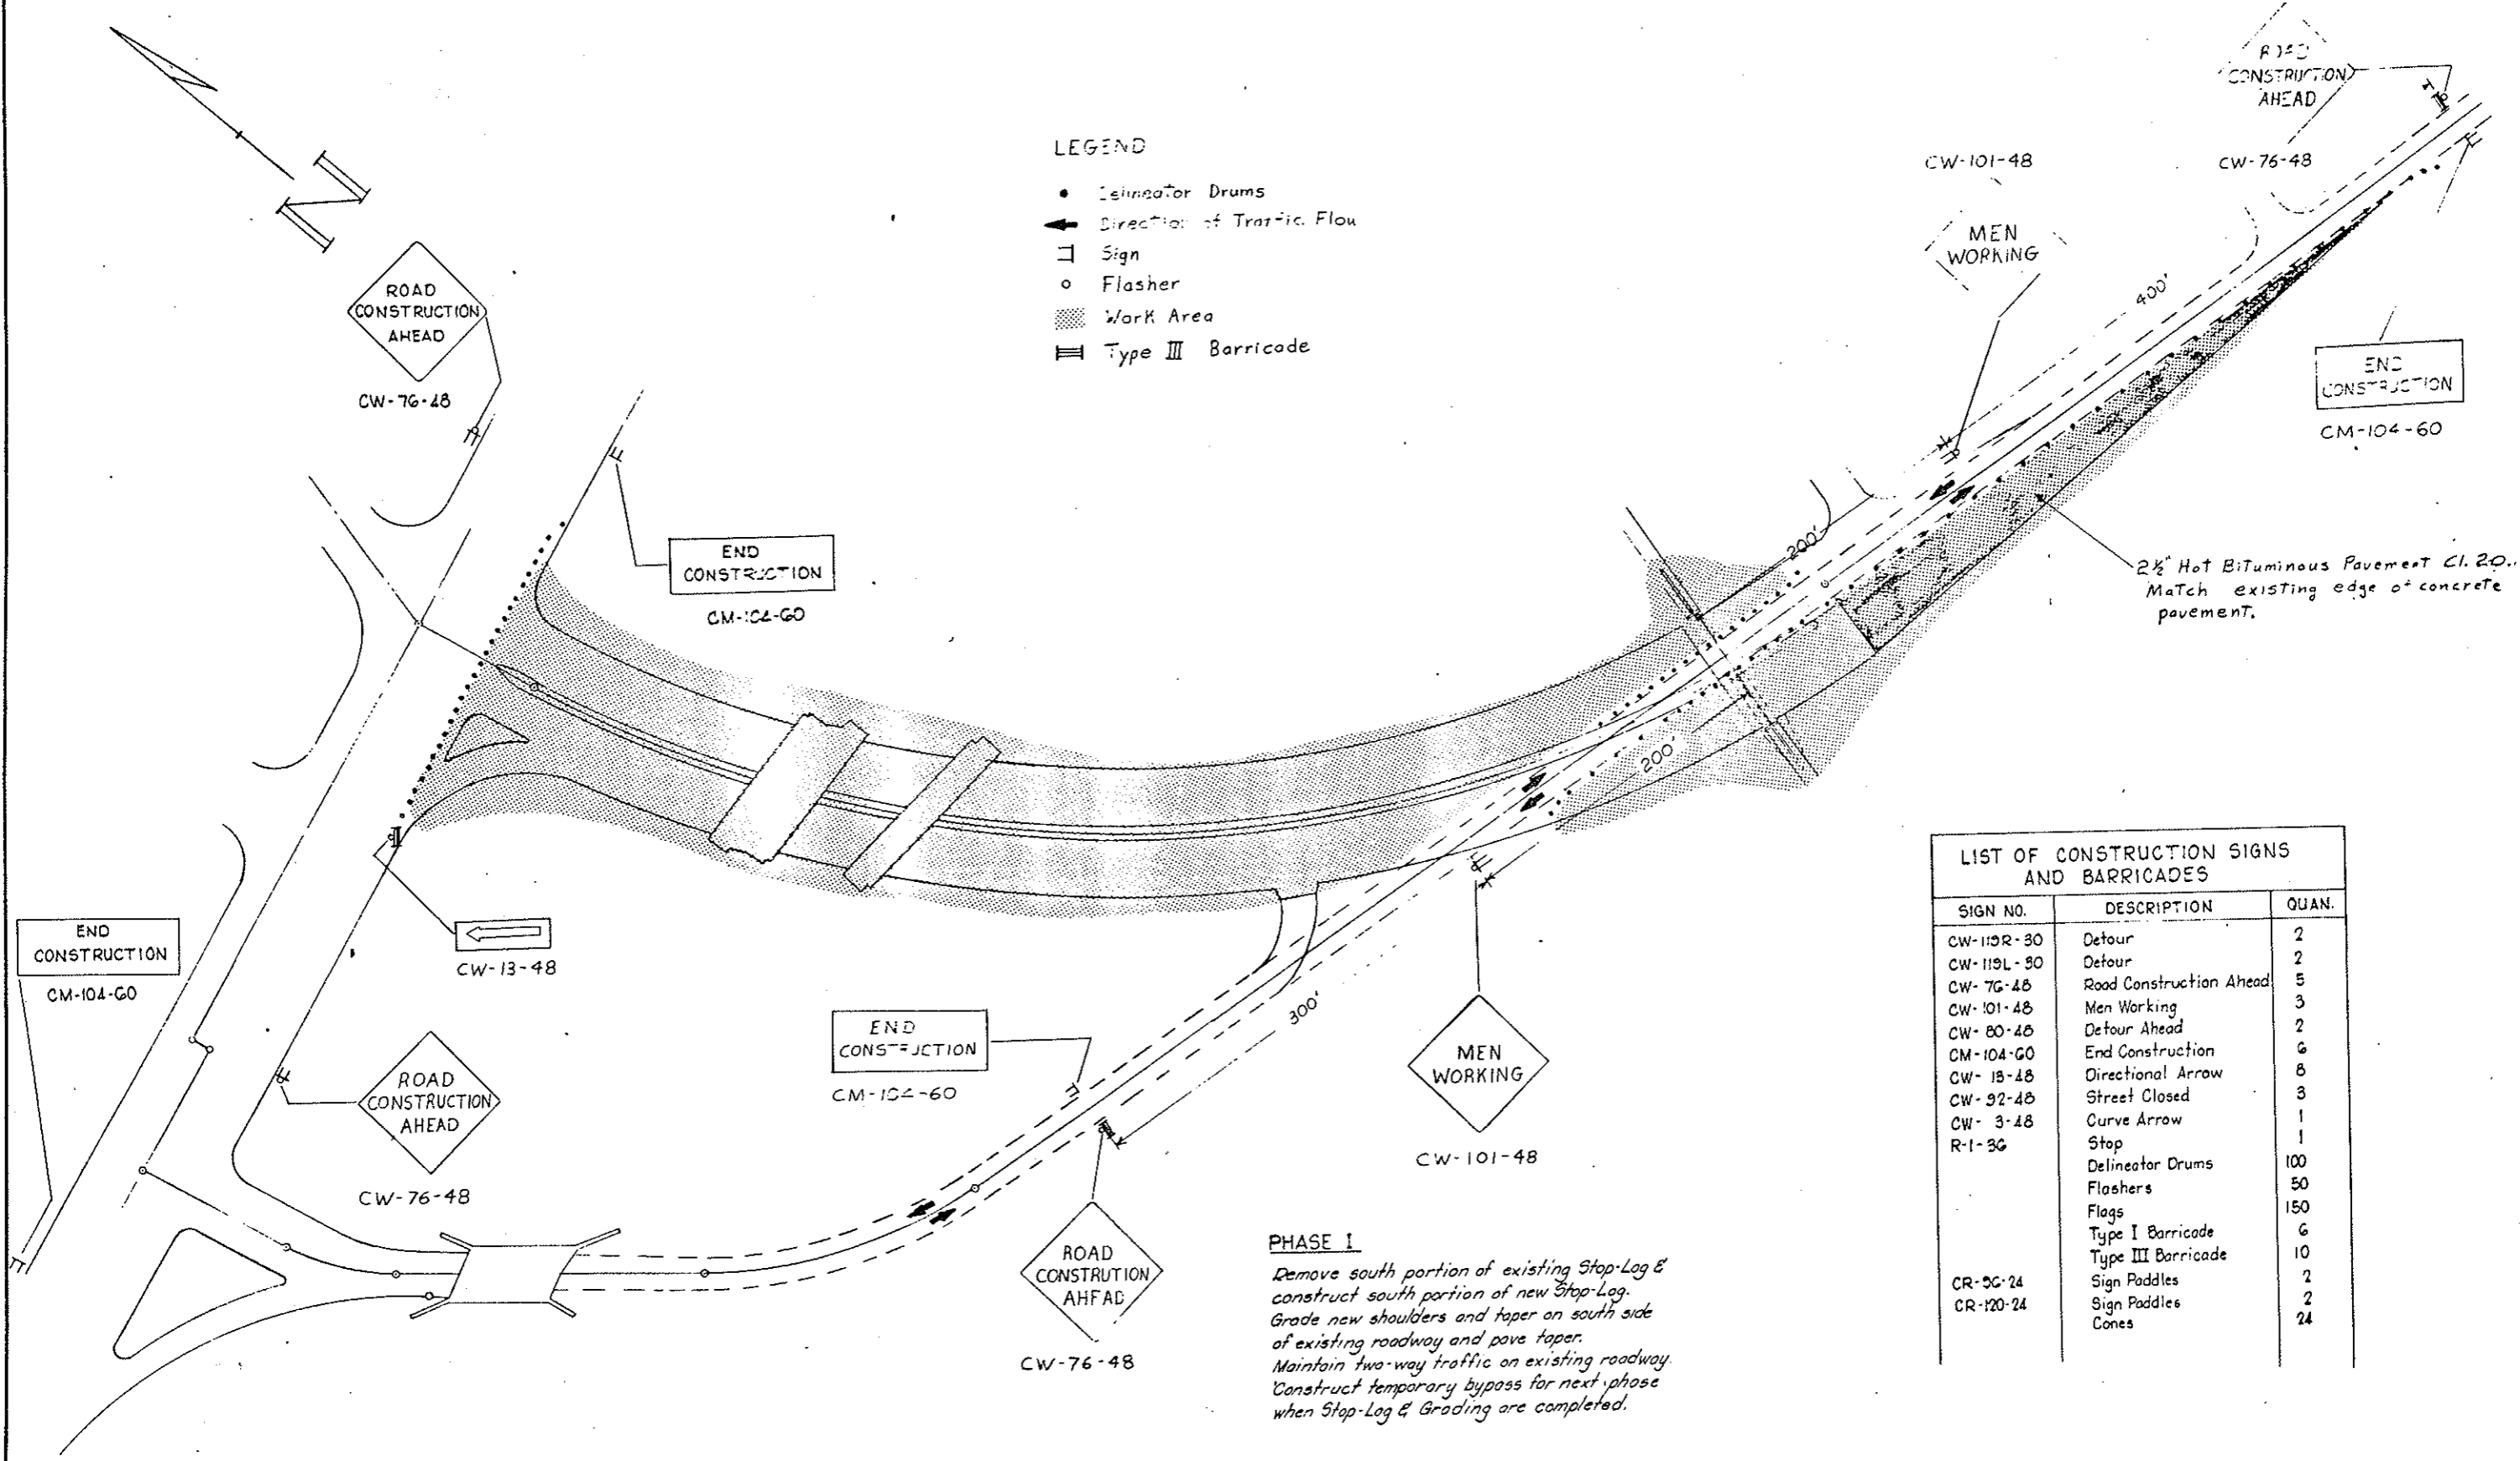 LEGEND
Delineator Drums
Direction of Traffic Flow
Sign
Flasher
Work Area
Type III Barricade
ROAD
CONSTRUCTION
AHEAD
CW-76-48
CW-101-48
MEN
WORKING
400'
END
CONSTRUCTION
CM-104-60
ROAD
CONSTRUCTION
AHEAD
CW-76-48
END
CONSTRUCTION
CM-104-60
200'
2½" Hot Bituminous Pavement Cl. 20..
Match existing edge of concrete
pavement.
200'
END
CONSTRUCTION
CM-104-60
CW-13-48
ROAD
CONSTRUCTION
AHEAD
CW-76-48
END
CONSTRUCTION
CM-104-60
300'
MEN
WORKING
CW-101-48
ROAD
CONSTRUTION
AHEAD
CW-76-48
PHASE I
Remove south portion of existing Stop-Log &
construct south portion of new Stop-Log.
Grade new shoulders and taper on south side
of existing roadway and pave taper.
Maintain two-way traffic on existing roadway.
Construct temporary bypass for next phase
when Stop-Log & Grading are completed.
LIST OF CONSTRUCTION SIGNS
AND BARRICADES
SIGN NO. DESCRIPTION QUAN.
CW-119R-30 Detour 2
CW-119L-30 Detour 2
CW-76-48 Road Construction Ahead 5
CW-101-48 Men Working 3
CW-80-48 Detour Ahead 2
CM-104-60 End Construction 6
CW-13-48 Directional Arrow 8
CW-92-48 Street Closed 3
CW-3-48 Curve Arrow 1
R-1-36 Stop 1
Delineator Drums 100
Flashers 50
Flags 150
Type I Barricade 6
Type III Barricade 10
CR-96-24 Sign Paddles 2
CR-120-24 Sign Paddles 2
Cones 24